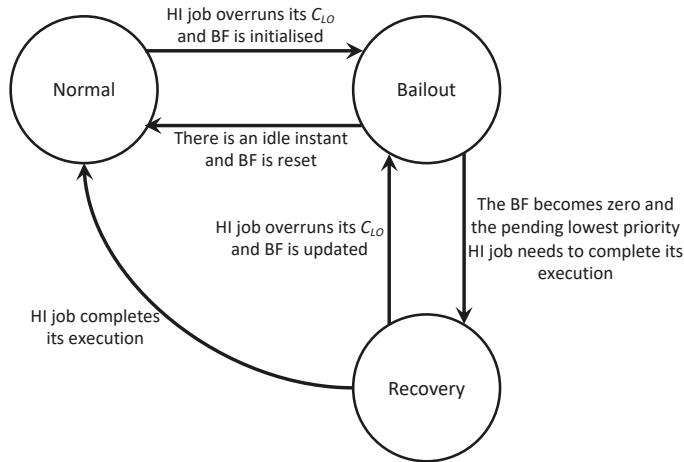 HI job overruns its C_LO
and BF is initialised
Normal
Bailout
There is an idle instant
and BF is reset
HI job overruns its C_LO
and BF is updated
The BF becomes zero and
the pending lowest priority
HI job needs to complete its
execution
HI job completes
its execution
Recovery